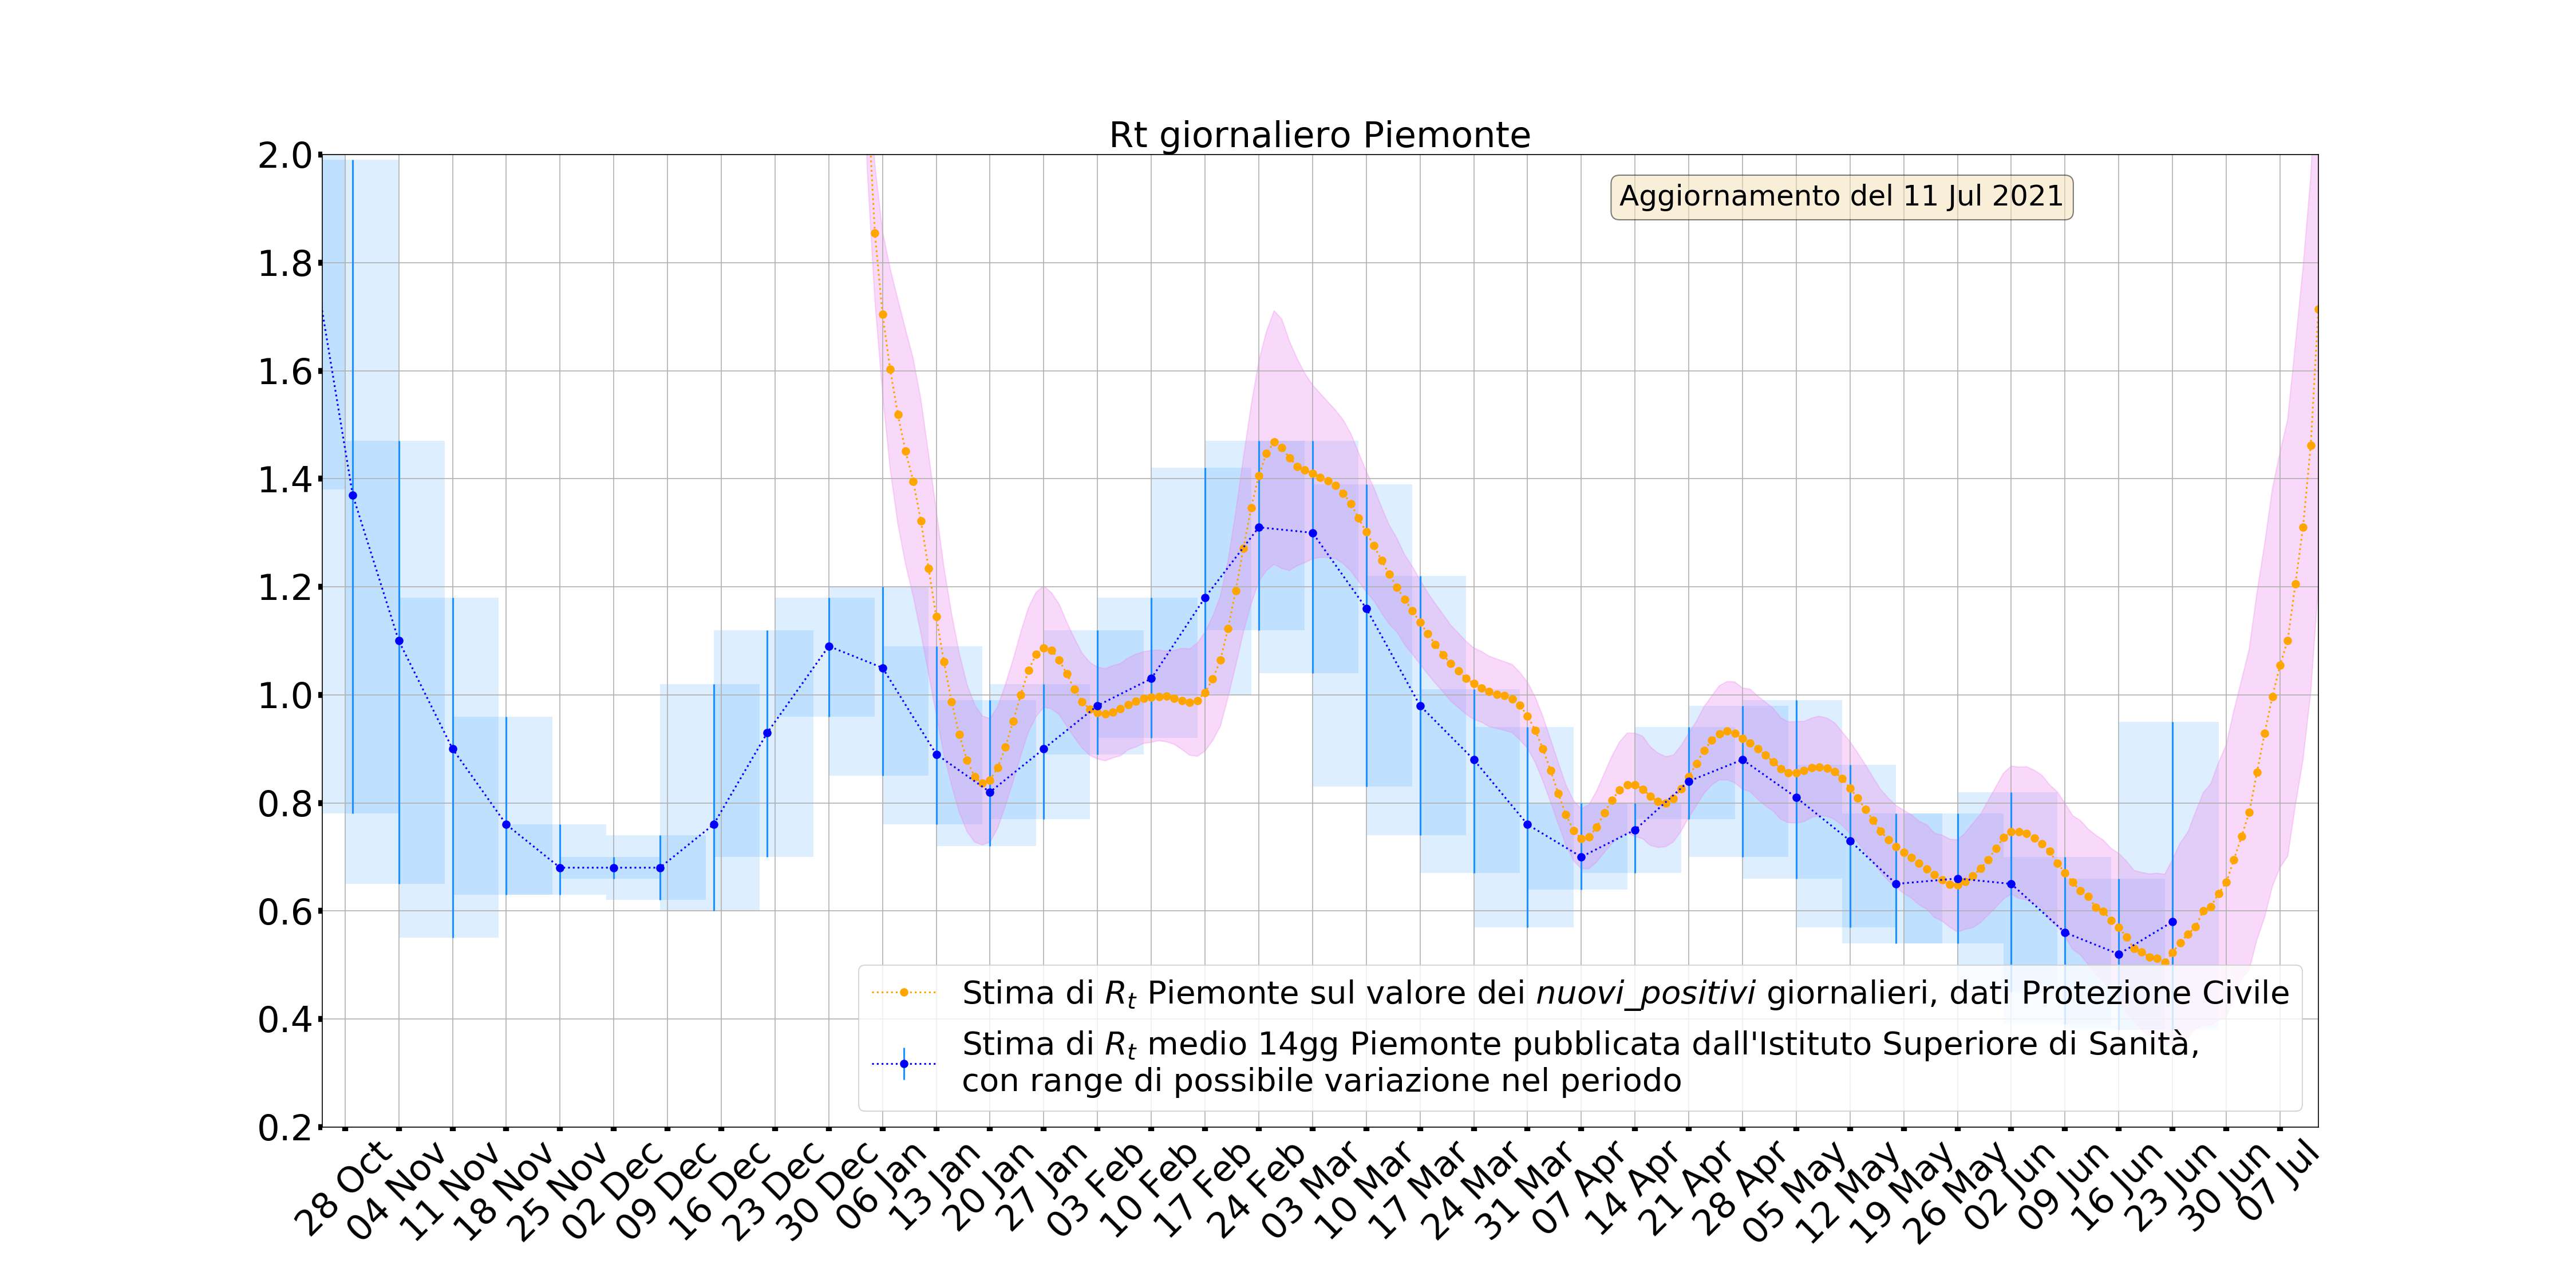 Rt giornaliero Piemonte
Aggiornamento del 11 Jul 2021
2.0
1.8
1.6
1.4
1.2
1.0
0.8
0.6
0.4
0.2
Stima di Rt Piemonte sul valore dei nuovi_positivi giornalieri, dati Protezione Civile
Stima di Rt medio 14gg Piemonte pubblicata dall'Istituto Superiore di Sanità,
con range di possibile variazione nel periodo
28 Oct
04 Nov
11 Nov
18 Nov
25 Nov
02 Dec
09 Dec
16 Dec
23 Dec
30 Dec
06 Jan
13 Jan
20 Jan
27 Jan
03 Feb
10 Feb
17 Feb
24 Feb
03 Mar
10 Mar
17 Mar
24 Mar
31 Mar
07 Apr
14 Apr
21 Apr
28 Apr
05 May
12 May
19 May
26 May
02 Jun
09 Jun
16 Jun
23 Jun
30 Jun
07 Jul